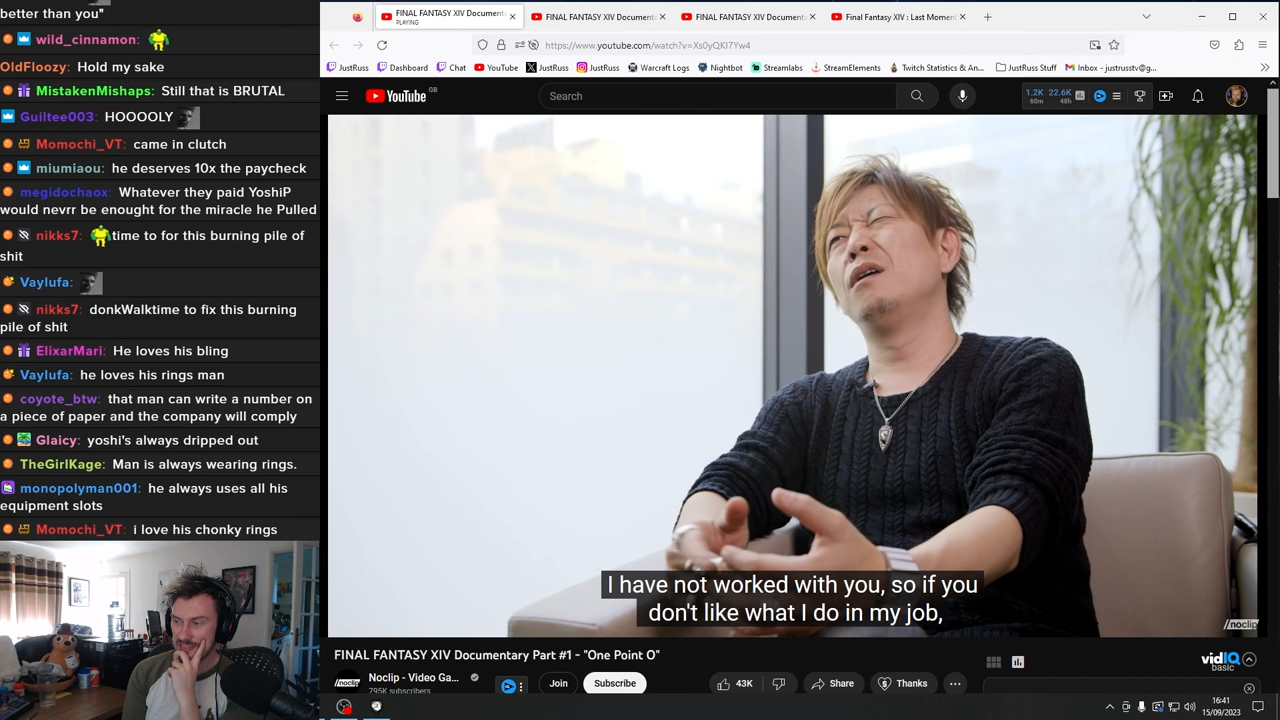 better than you"
wild_cinnamon:
OldFloozy: Hold my sake
MistakenMishaps: Still that is BRUTAL
Guiltee003: HOOOOLY
Momochi_VT: came in clutch
miumiaou: he deserves 10x the paycheck
megidochaox: Whatever they paid YoshiP
would nevrr be enought for the miracle he Pulled
nikks7: time to for this burning pile of
shit
Vaylufa:
nikks7: donkWalktime to fix this burning
pile of shit
ElixarMari: He loves his bling
Vaylufa: he loves his rings man
coyote_btw: that man can write a number on
a piece of paper and the company will comply
Glaicy: yoshi's always dripped out
TheGirlKage: Man is always wearing rings.
monopolyman001: he always uses all his
equipment slots
Momochi_VT: i love his chonky rings
FINAL FANTASY XIV Documenta
PLAYING
FINAL FANTASY XIV Documenta
FINAL FANTASY XIV Documenta
Final Fantasy XIV : Last Momen
https://www.youtube.com/watch?v=Xs0yQKI7Yw4
JustRuss
Dashboard
Chat
YouTube
JustRuss
JustRuss
Warcraft Logs
Nightbot
Streamlabs
StreamElements
Twitch Statistics & An...
JustRuss Stuff
Inbox - justrusstv@g...
YouTube GB
Search
1.2K
60m
22.6K
48h
I have not worked with you, so if you
don't like what I do in my job,
/noclip
FINAL FANTASY XIV Documentary Part #1 - "One Point O"
/noclip
Noclip - Video Ga...
795K subscribers
Join
Subscribe
43K
Share
Thanks
vidIQ
basic
16:41
15/09/2023